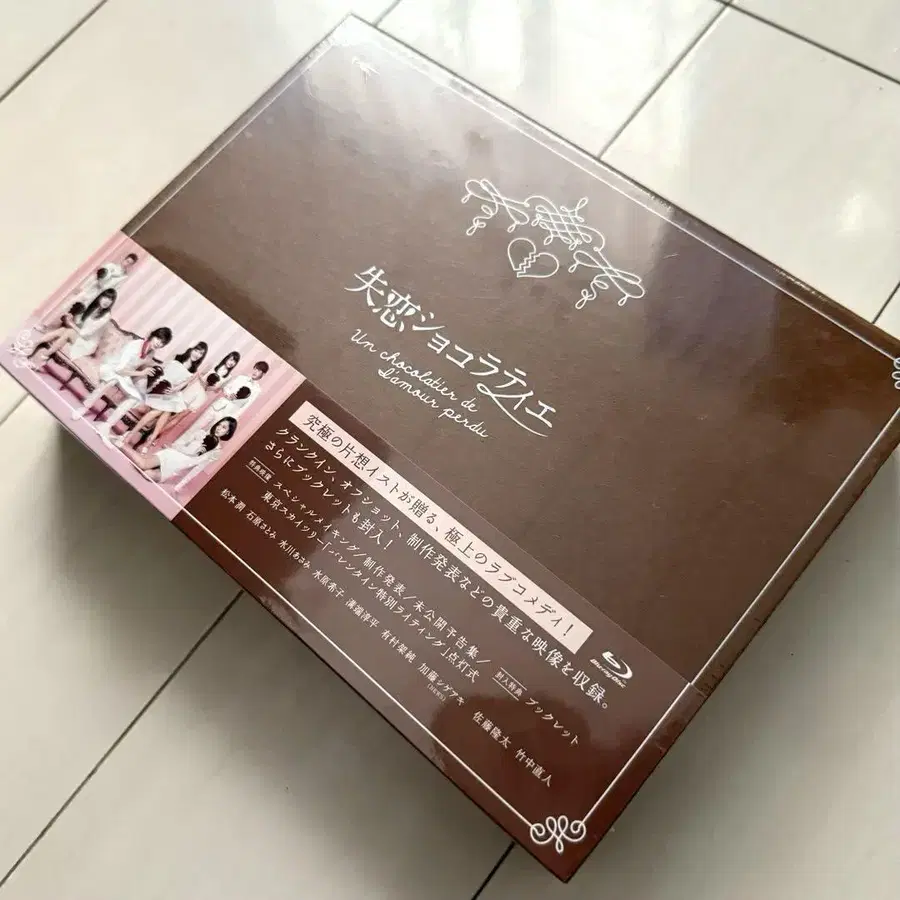 失恋ショコラティエ
Un chocolatier de
l'amour perdu
究極の片想イストが贈る、極上のラブコメディ!
クランクイン、オフショット、制作発表などの貴重な映像を収録。
さらにブックレットも封入!
特典映像 スペシャルメイキング/制作発表/未公開予告集/
東京スカイツリー「バレンタイン特別ライティング」点灯式
封入特典 ブックレット
松本潤 石原さとみ 水川あさみ 水原希子 溝端淳平 有村架純 加藤シゲアキ 佐藤隆太 竹中直人
(NEWS)
Blu-ray Disc